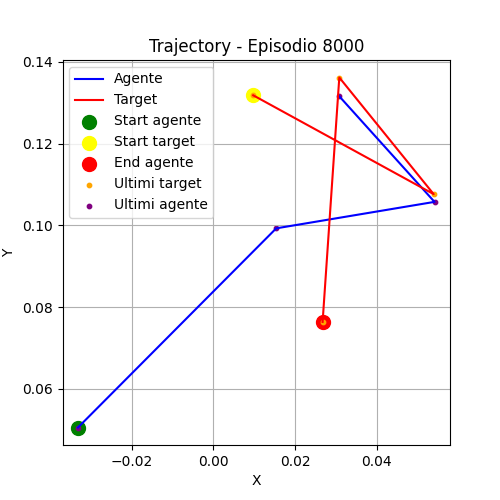 Trajectory - Episodio 8000
Agente
Target
Start agente
Start target
End agente
Ultimi target
Ultimi agente
0.14
0.12
0.10
0.08
0.06
Y
−0.02 0.00 0.02 0.04
X